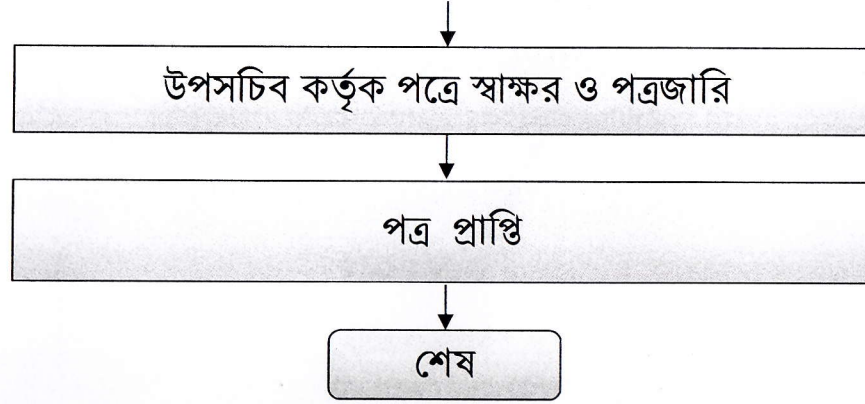 উপসচিব কর্তৃক পত্রে স্বাক্ষর ও পত্রজারি
পত্র প্রাপ্তি
শেষ